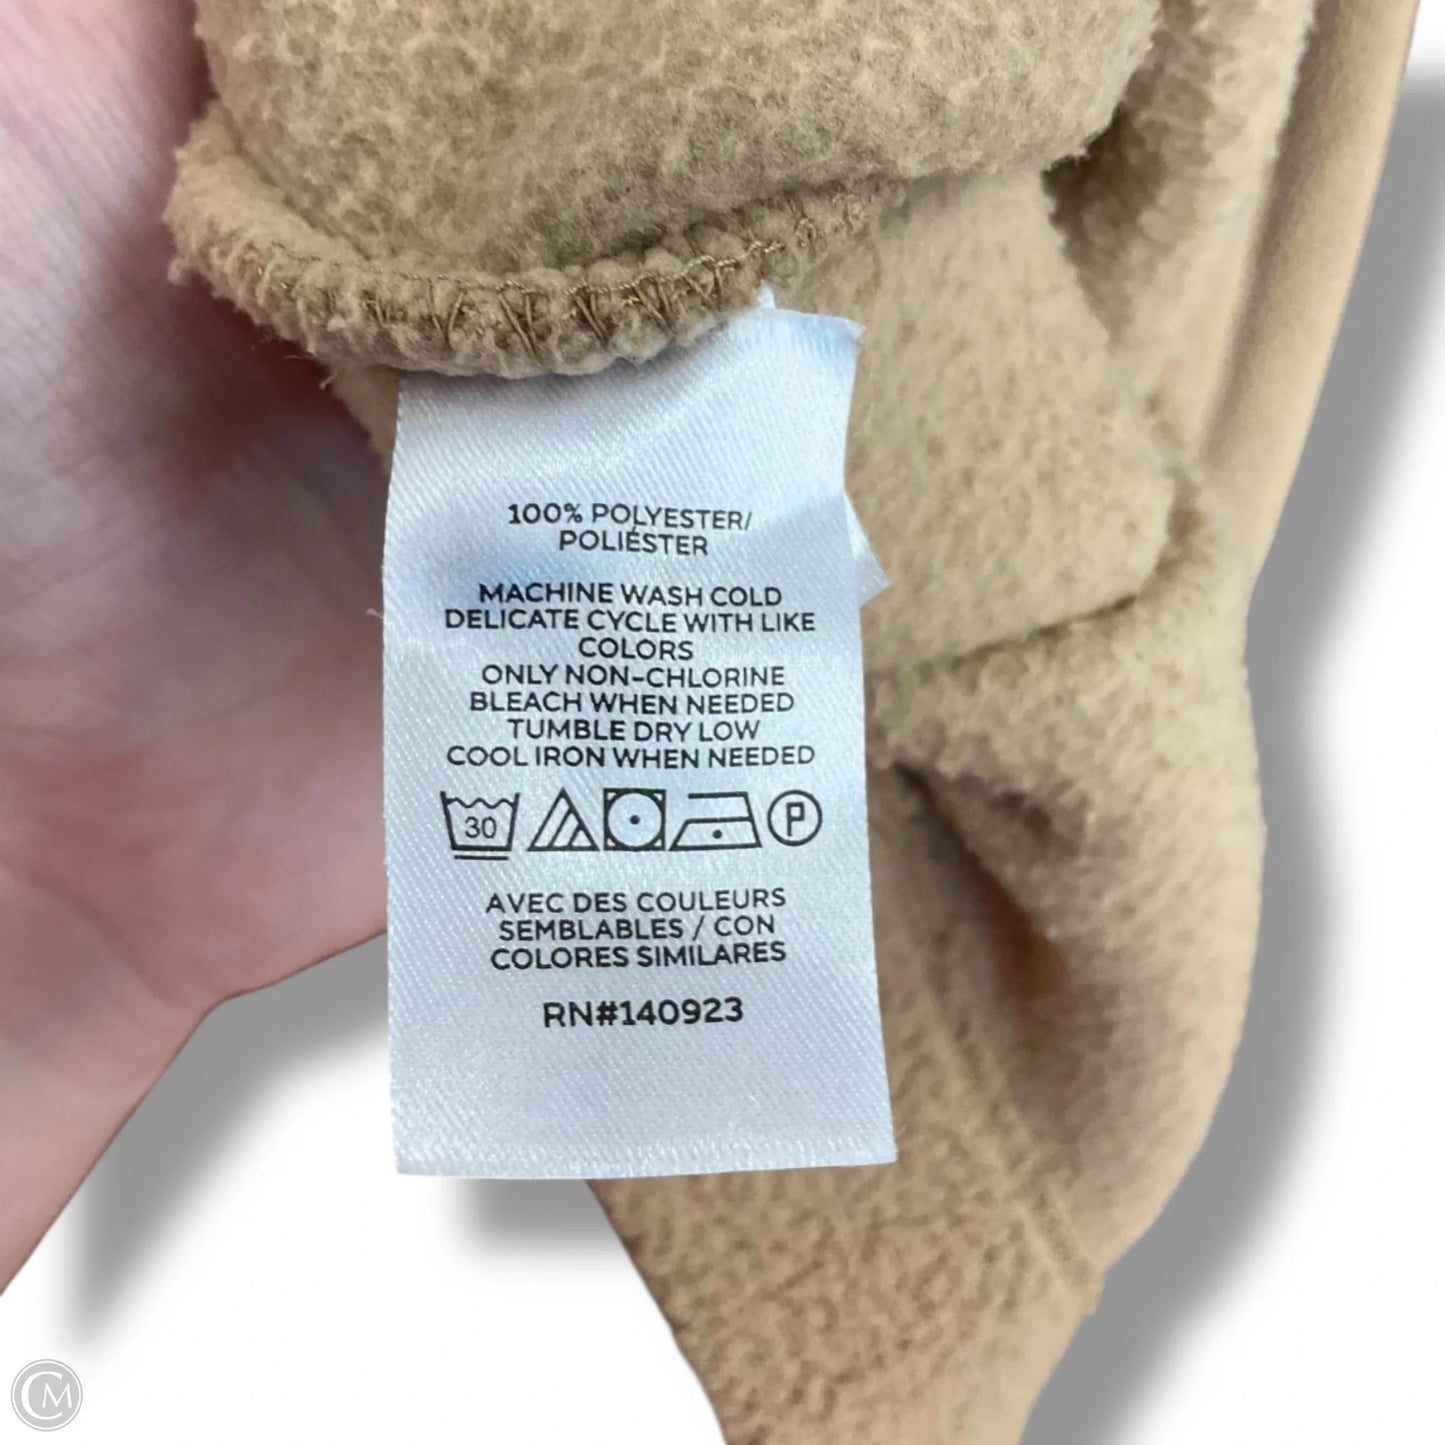 100% POLYESTER/
POLIÉSTER
MACHINE WASH COLD
DELICATE CYCLE WITH LIKE
COLORS
ONLY NON-CHLORINE
BLEACH WHEN NEEDED
TUMBLE DRY LOW
COOL IRON WHEN NEEDED
30 P
AVEC DES COULEURS
SEMBLABLES / CON
COLORES SIMILARES
RN#140923
CM